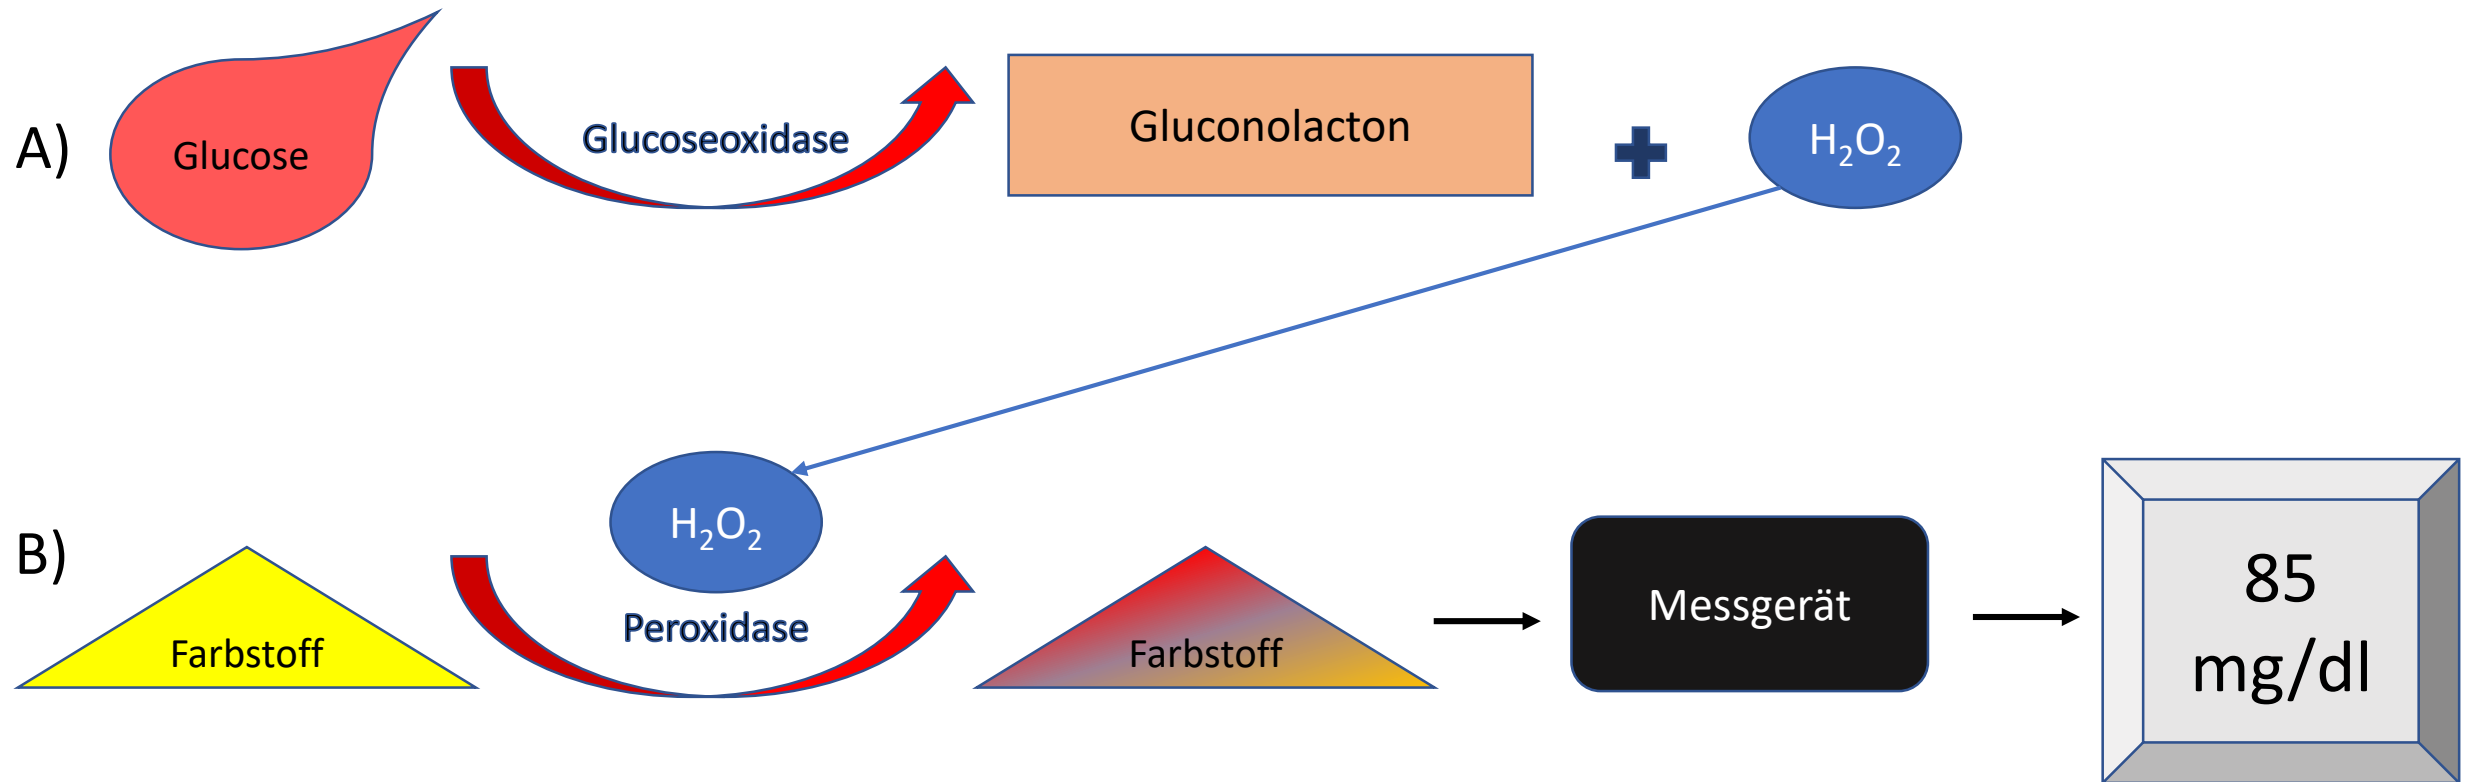 A)
Glucose
Glucoseoxidase
Gluconolacton
H₂O₂
B)
Farbstoff
H₂O₂
Peroxidase
Farbstoff
Messgerät
85
mg/dl